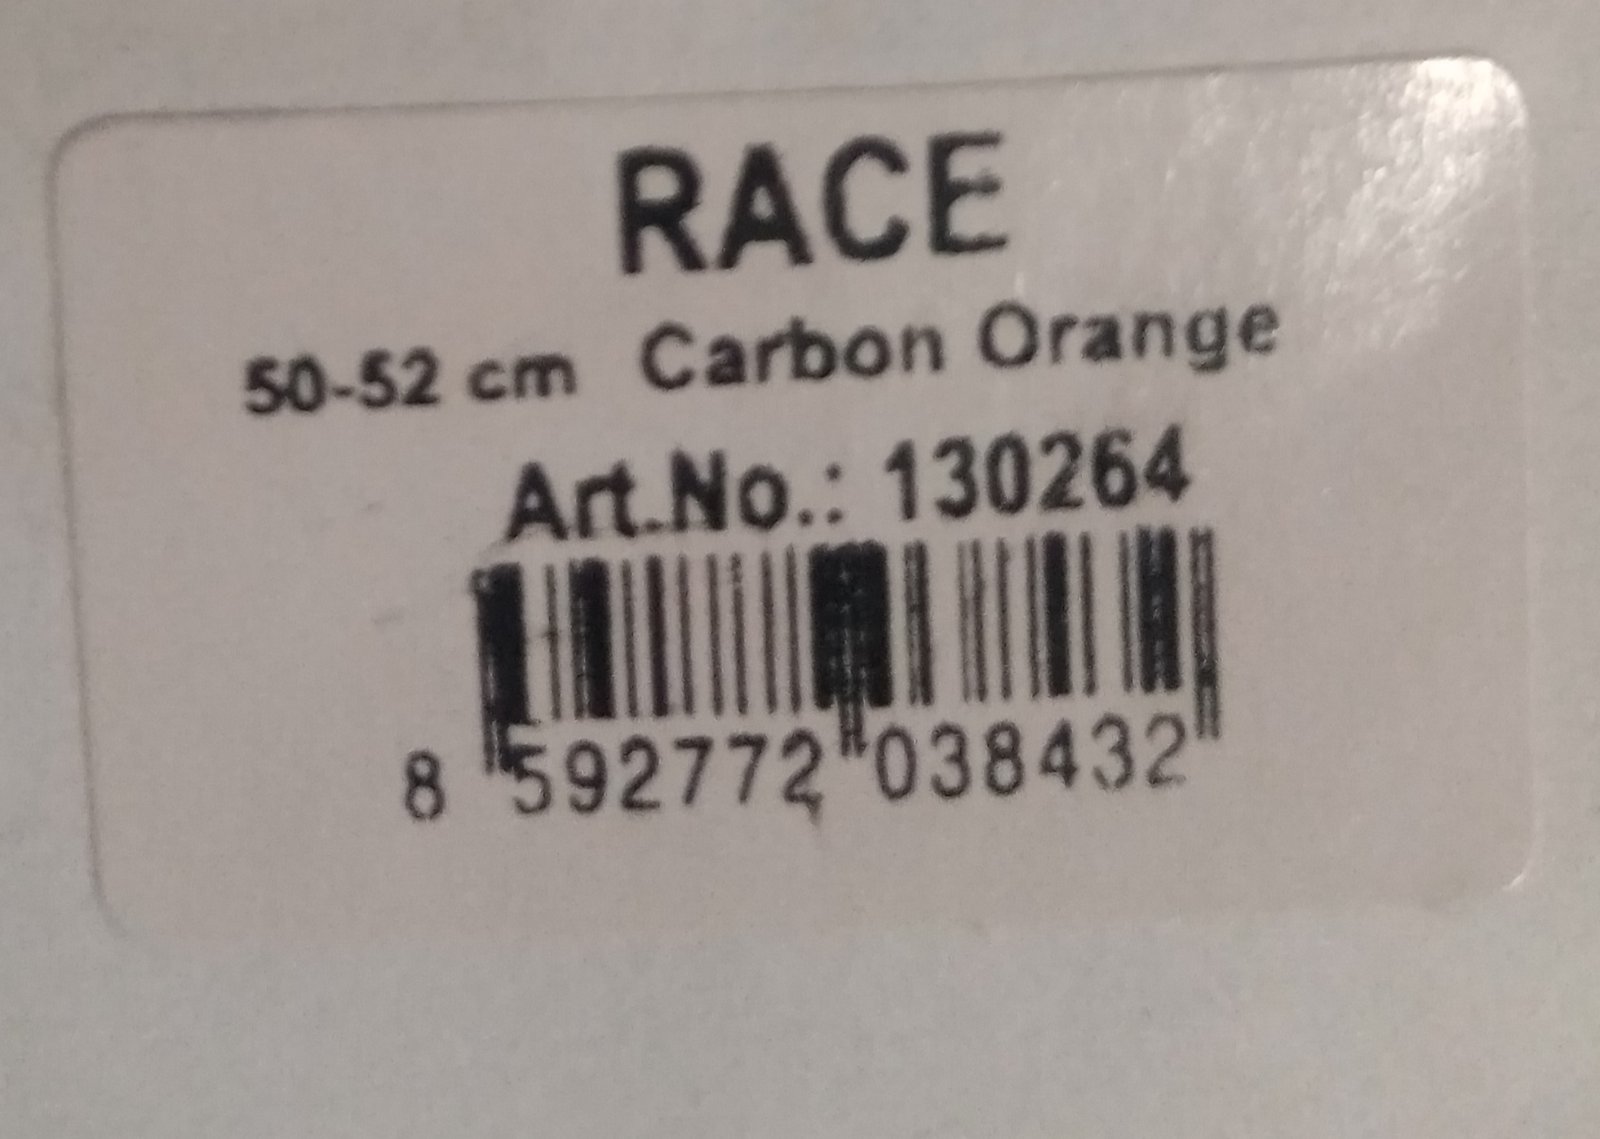 RACE
50-52 cm Carbon Orange
Art.No.: 130264
8 592772 038432